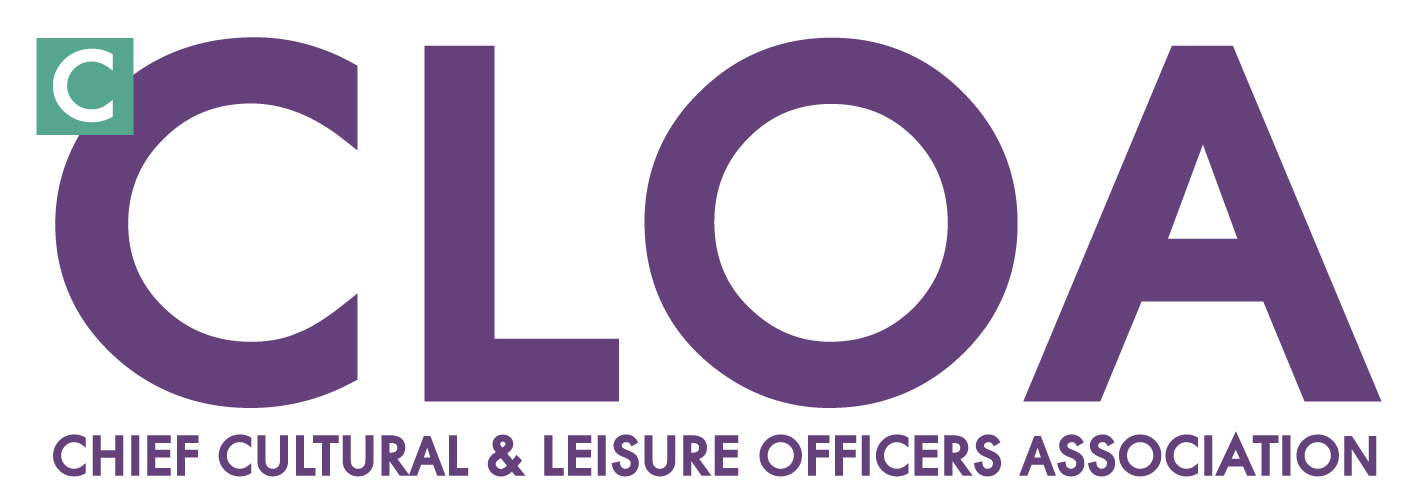 C
CLOA
CHIEF CULTURAL & LEISURE OFFICERS ASSOCIATION